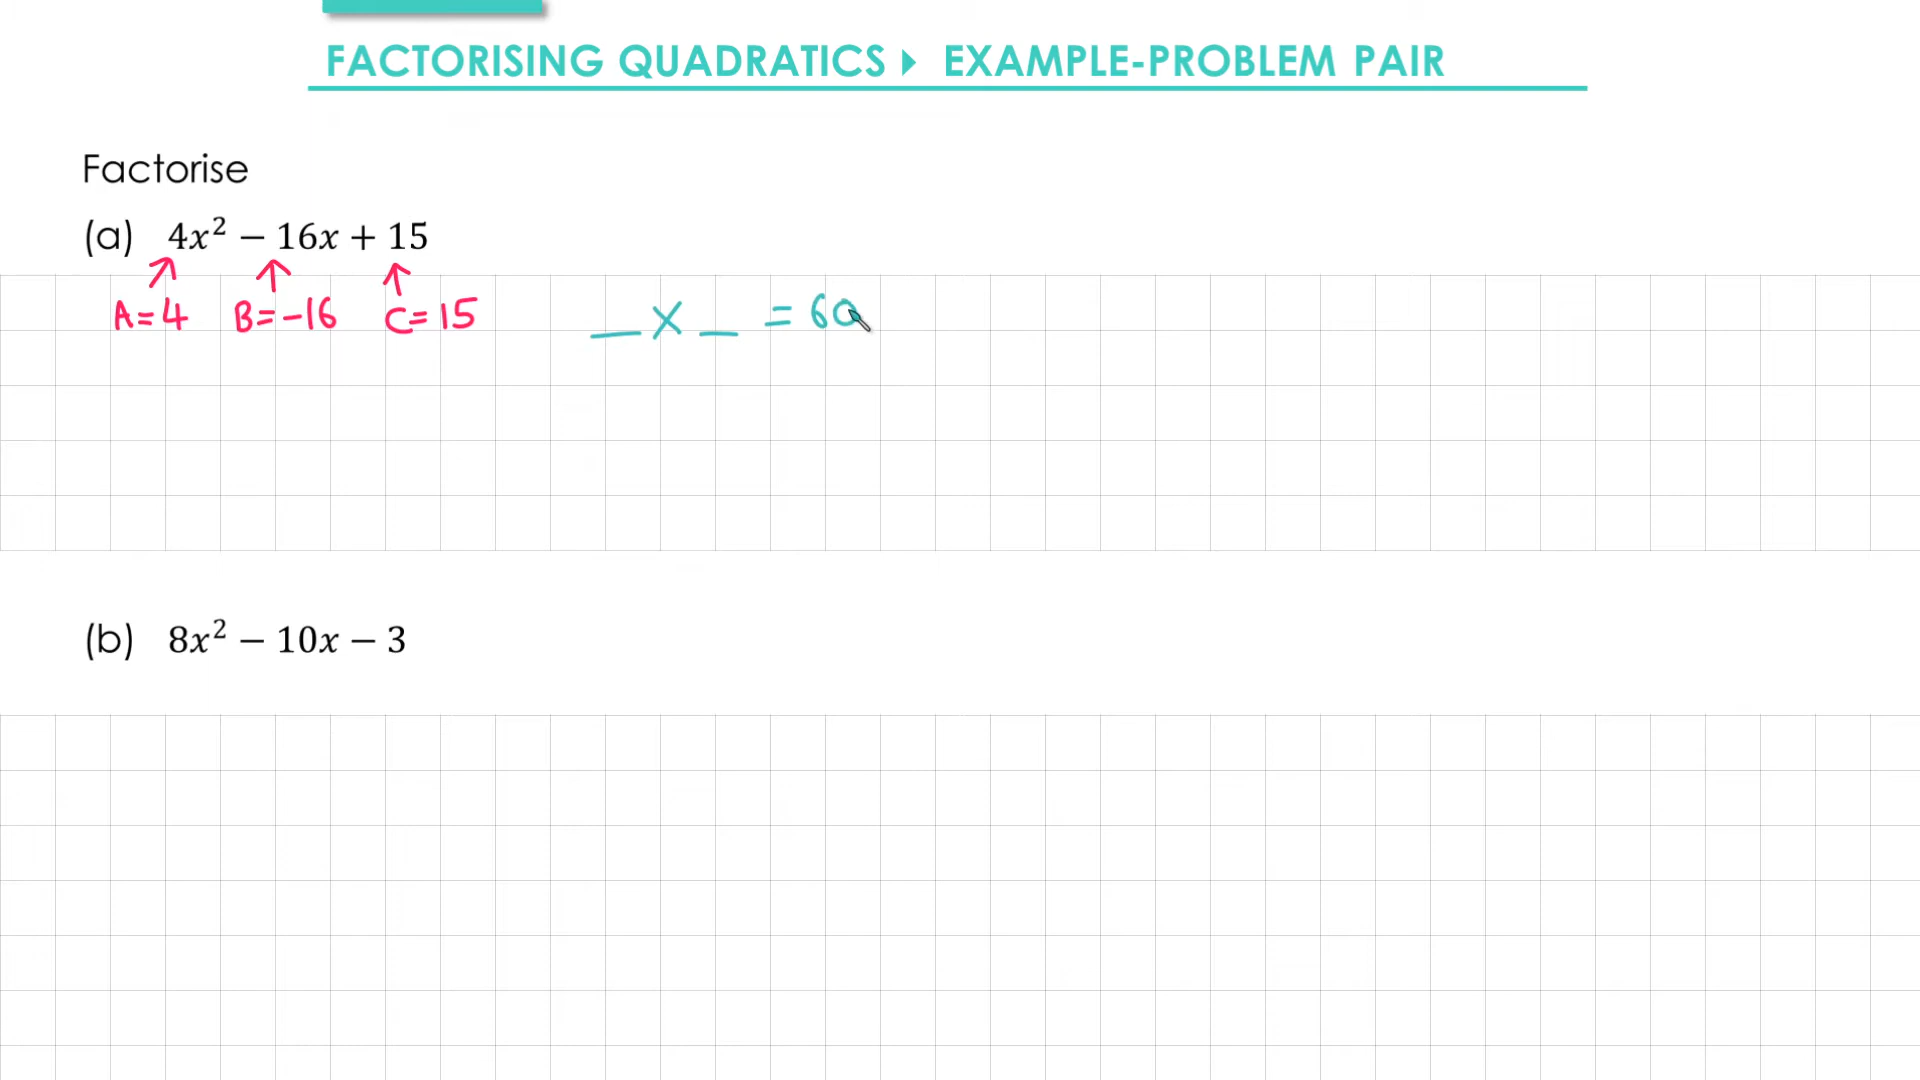 FACTORISING QUADRATICS ▸ EXAMPLE-PROBLEM PAIR
Factorise
(a) 4x² − 16x + 15
A=4 B=-16 C=15 _ × _ = 60
(b) 8x² − 10x − 3